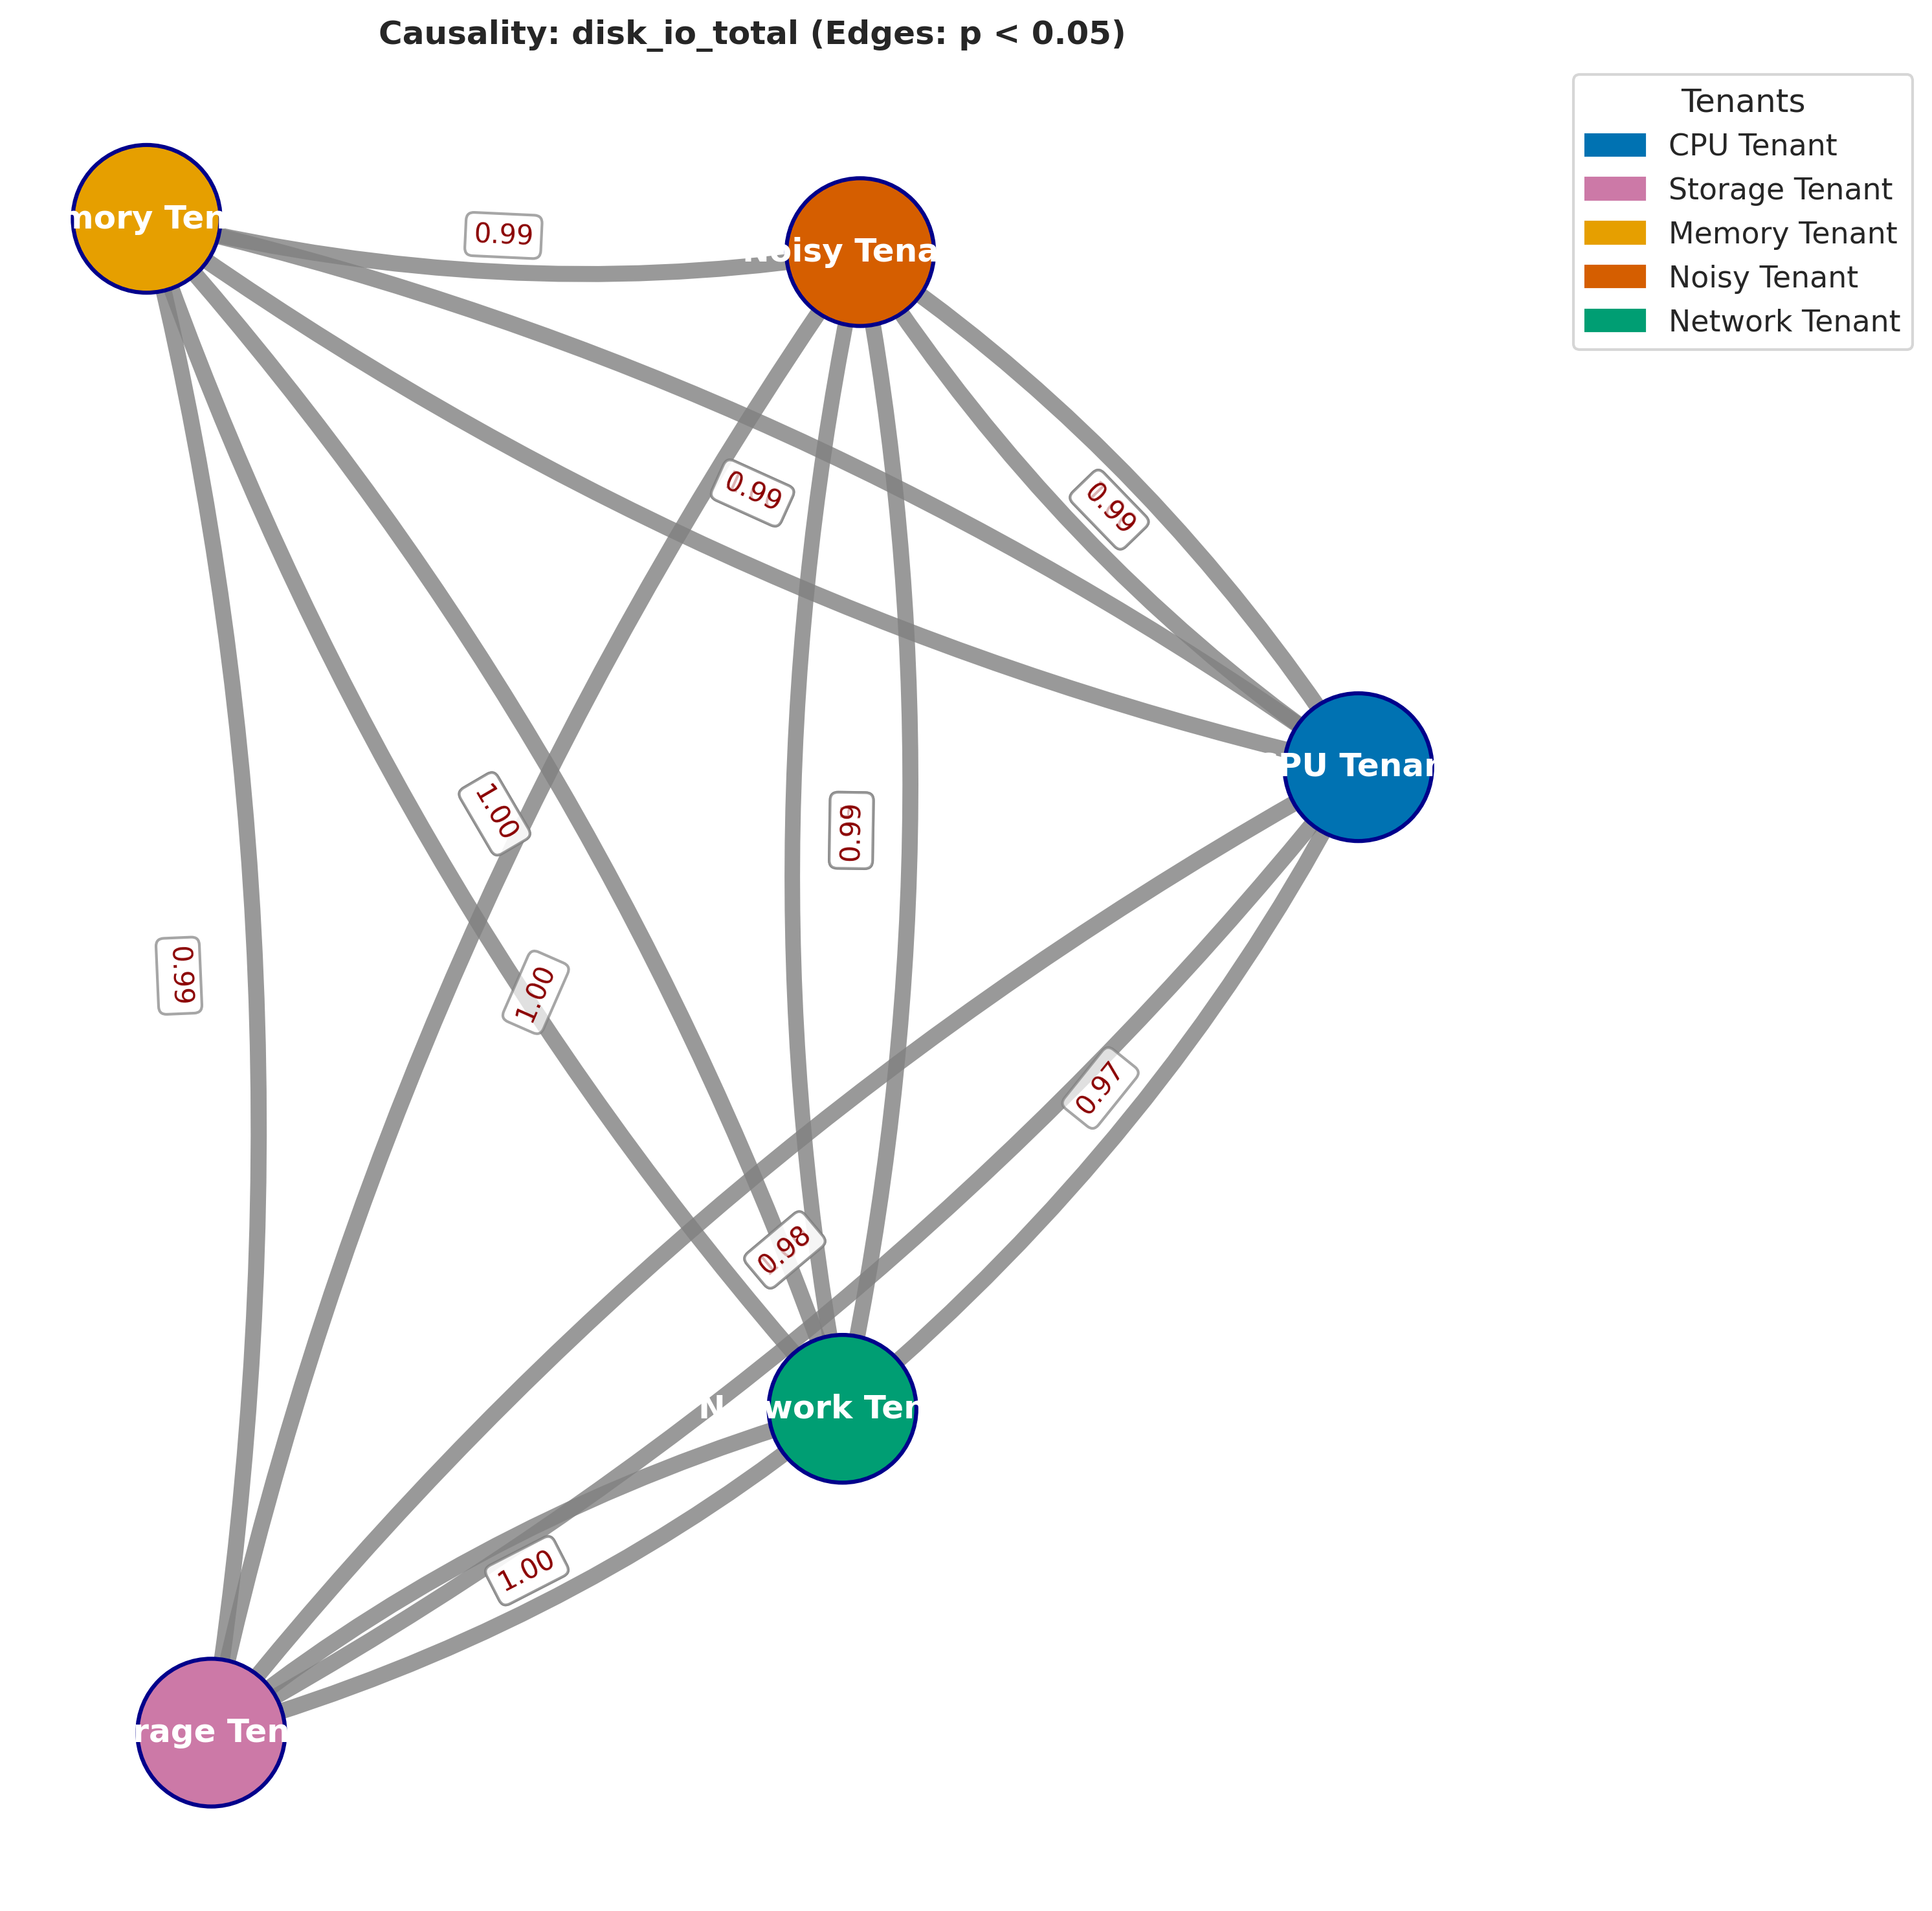 Causality: disk_io_total (Edges: p < 0.05)
Tenants
CPU Tenant
Storage Tenant
Memory Tenant
Noisy Tenant
Network Tenant
mory Ten
0.99
oisy Tena
0.99
0.99
PU Tenar
1.00
0.99
0.99
1.00
0.97
0.98
N work Ten
1.00
rage Ten